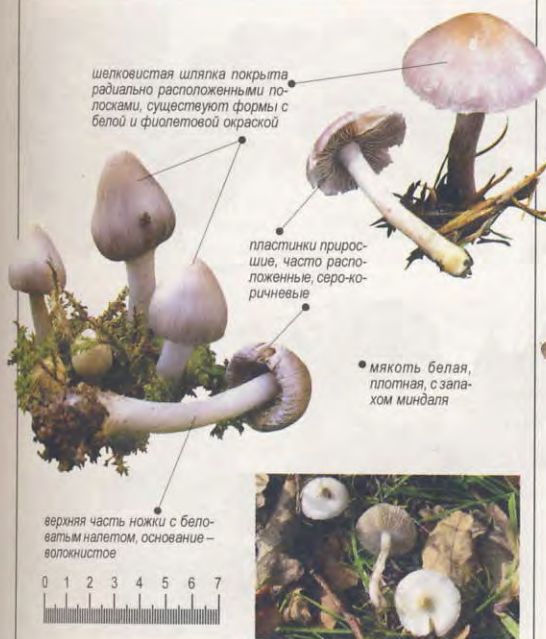 шелковистая шляпка покрыта
радиально расположенными по-
лосками, существуют формы с
белой и фиолетовой окраской
пластинки прирос-
шие, часто распо-
ложенные, серо-ко-
ричневые
мякоть белая,
плотная, с запа-
хом миндаля
верхняя часть ножки с бело-
ватым налетом, основание –
волокнистое
0 1 2 3 4 5 6 7